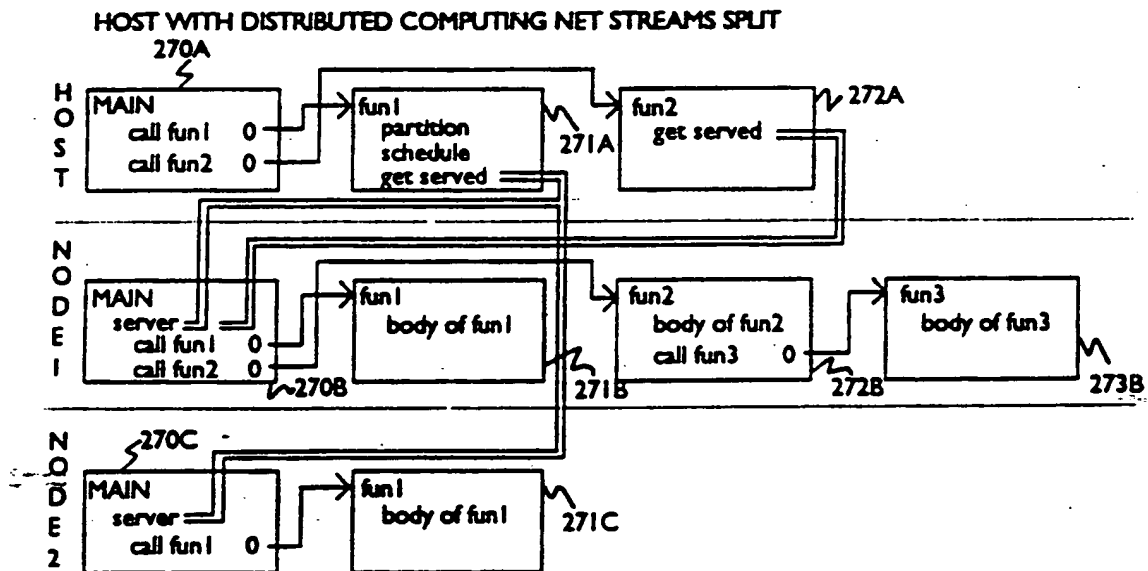 HOST WITH DISTRIBUTED COMPUTING NET STREAMS SPLIT
270A
HOST
MAIN
call fun1 0
call fun2 0
fun1
partition
schedule
get served
271A
fun2
get served
272A
NODE1
MAIN
server
call fun1 0
call fun2 0
270B
fun1
body of fun1
271B
fun2
body of fun2
call fun3 0
272B
fun3
body of fun3
273B
NODE2
270C
MAIN
server
call fun1 0
fun1
body of fun1
271C